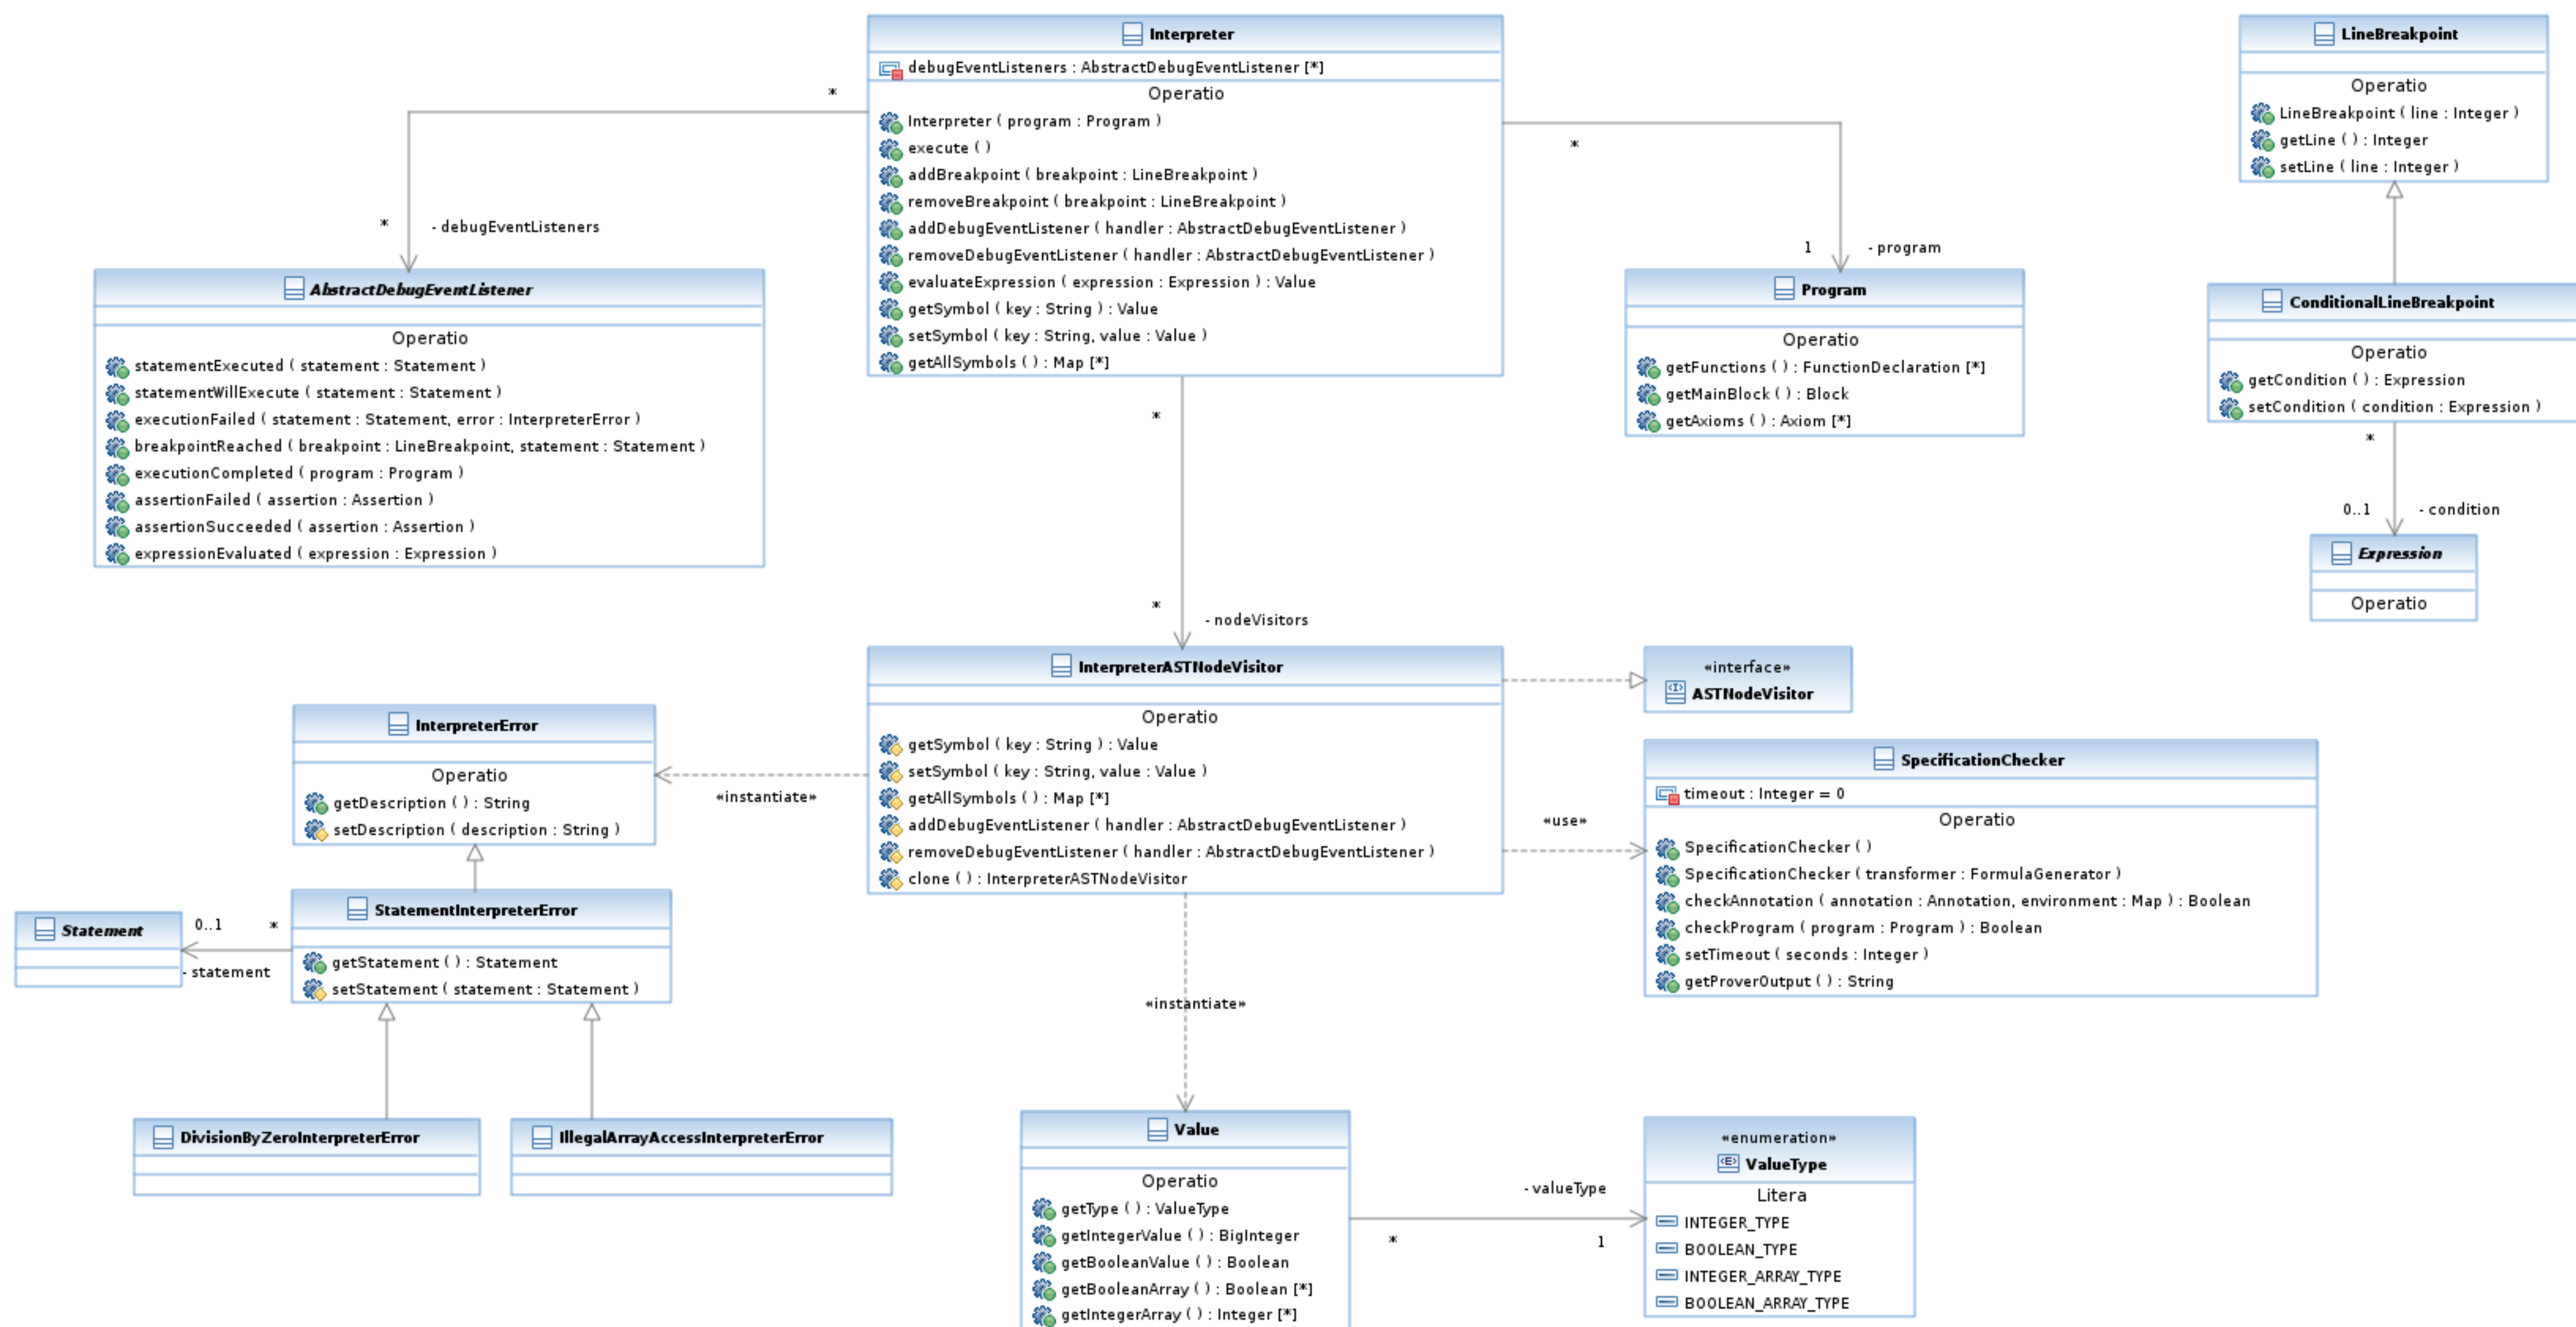 Interpreter
debugEventListeners : AbstractDebugEventListener [*]
Operatio
Interpreter ( program : Program )
execute ( )
addBreakpoint ( breakpoint : LineBreakpoint )
removeBreakpoint ( breakpoint : LineBreakpoint )
addDebugEventListener ( handler : AbstractDebugEventListener )
removeDebugEventListener ( handler : AbstractDebugEventListener )
evaluateExpression ( expression : Expression ) : Value
getSymbol ( key : String ) : Value
setSymbol ( key : String, value : Value )
getAllSymbols ( ) : Map [*]
*
*
- debugEventListeners
AbstractDebugEventListener
Operatio
statementExecuted ( statement : Statement )
statementWillExecute ( statement : Statement )
executionFailed ( statement : Statement, error : InterpreterError )
breakpointReached ( breakpoint : LineBreakpoint, statement : Statement )
executionCompleted ( program : Program )
assertionFailed ( assertion : Assertion )
assertionSucceeded ( assertion : Assertion )
expressionEvaluated ( expression : Expression )
*
1
- program
Program
Operatio
getFunctions ( ) : FunctionDeclaration [*]
getMainBlock ( ) : Block
getAxioms ( ) : Axiom [*]
LineBreakpoint
Operatio
LineBreakpoint ( line : Integer )
getLine ( ) : Integer
setLine ( line : Integer )
ConditionalLineBreakpoint
Operatio
getCondition ( ) : Expression
setCondition ( condition : Expression )
*
0..1
- condition
Expression
Operatio
*
*
- nodeVisitors
InterpreterASTNodeVisitor
Operatio
getSymbol ( key : String ) : Value
setSymbol ( key : String, value : Value )
getAllSymbols ( ) : Map [*]
addDebugEventListener ( handler : AbstractDebugEventListener )
removeDebugEventListener ( handler : AbstractDebugEventListener )
clone ( ) : InterpreterASTNodeVisitor
«interface»
ASTNodeVisitor
«use»
SpecificationChecker
timeout : Integer = 0
Operatio
SpecificationChecker ( )
SpecificationChecker ( transformer : FormulaGenerator )
checkAnnotation ( annotation : Annotation, environment : Map ) : Boolean
checkProgram ( program : Program ) : Boolean
setTimeout ( seconds : Integer )
getProverOutput ( ) : String
«instantiate»
InterpreterError
Operatio
getDescription ( ) : String
setDescription ( description : String )
StatementInterpreterError
getStatement ( ) : Statement
setStatement ( statement : Statement )
0..1
*
- statement
Statement
DivisionByZeroInterpreterError
IllegalArrayAccessInterpreterError
«instantiate»
Value
Operatio
getType ( ) : ValueType
getIntegerValue ( ) : BigInteger
getBooleanValue ( ) : Boolean
getBooleanArray ( ) : Boolean [*]
getIntegerArray ( ) : Integer [*]
- valueType
*
1
«enumeration»
ValueType
Litera
INTEGER_TYPE
BOOLEAN_TYPE
INTEGER_ARRAY_TYPE
BOOLEAN_ARRAY_TYPE